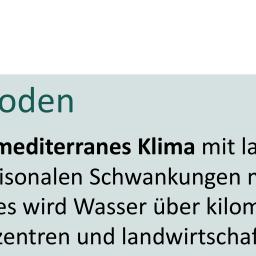 oden
mediterranes Klima mit la
isonalen Schwankungen n
es wird Wasser über kilom
zentren und landwirtschaf